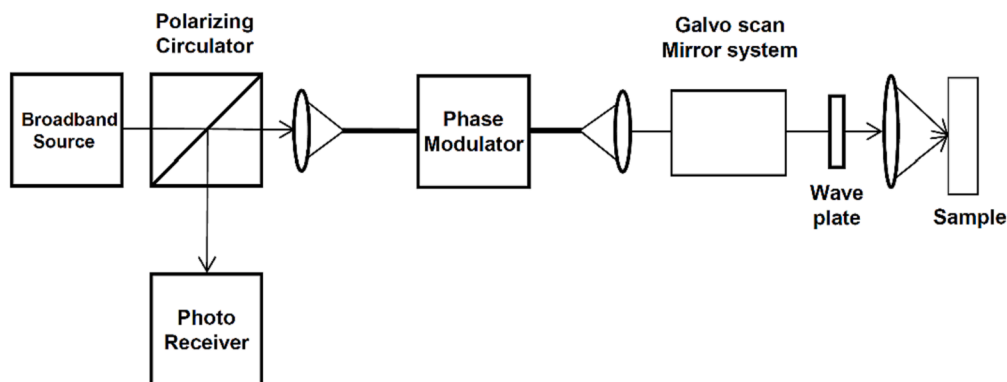 Polarizing
Circulator
Galvo scan
Mirror system
Broadband
Source
Phase
Modulator
Wave
plate
Sample
Photo
Receiver